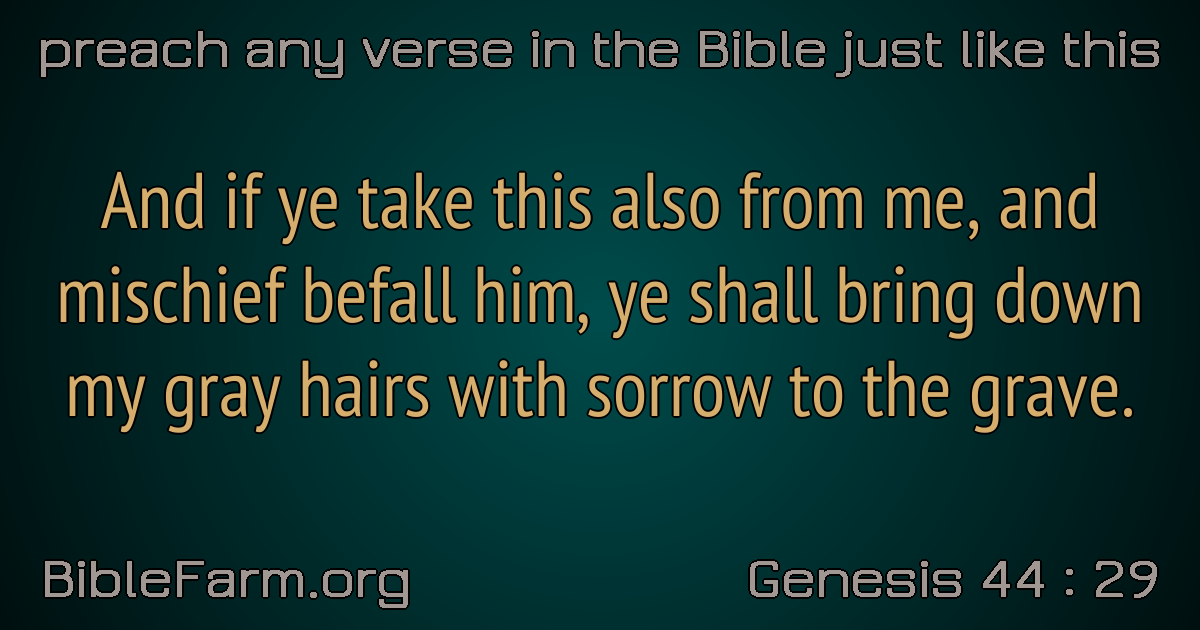 preach any verse in the Bible just like this
And if ye take this also from me, and
mischief befall him, ye shall bring down
my gray hairs with sorrow to the grave.
BibleFarm.org
Genesis 44 : 29